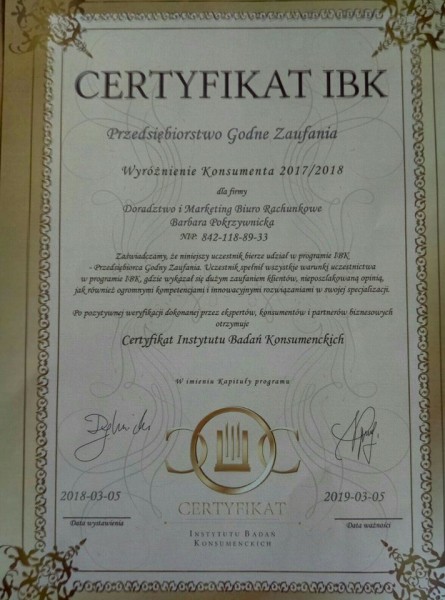 CERTYFIKAT IBK
Przedsiębiorstwo Godne Zaufania
Wyróżnienie Konsumenta 2017/2018
dla firmy
Doradztwo i Marketing Biuro Rachunkowe
Barbara Pokrzywnicka
NIP: 842-118-89-33
Zaświadczamy, że niniejszy uczestnik bierze udział w programie IBK
- Przedsiębiorca Godny Zaufania. Uczestnik spełnił wszystkie warunki uczestnictwa
w programie IBK, gdzie wykazał się dużym zaufaniem klientów, nieposzlakowaną opinią,
jak również ogromnymi kompetencjami i innowacyjnymi rozwiązaniami w swojej specjalizacji.
Po pozytywnej weryfikacji dokonanej przez ekspertów, konsumentów i partnerów biznesowych
otrzymuje
Certyfikat Instytutu Badań Konsumenckich
W imieniu Kapituły programu
2018-03-05
2019-03-05
CERTYFIKAT
Data wystawienia
Data ważności
INSTYTUTU BADAŃ
KONSUMENCKICH